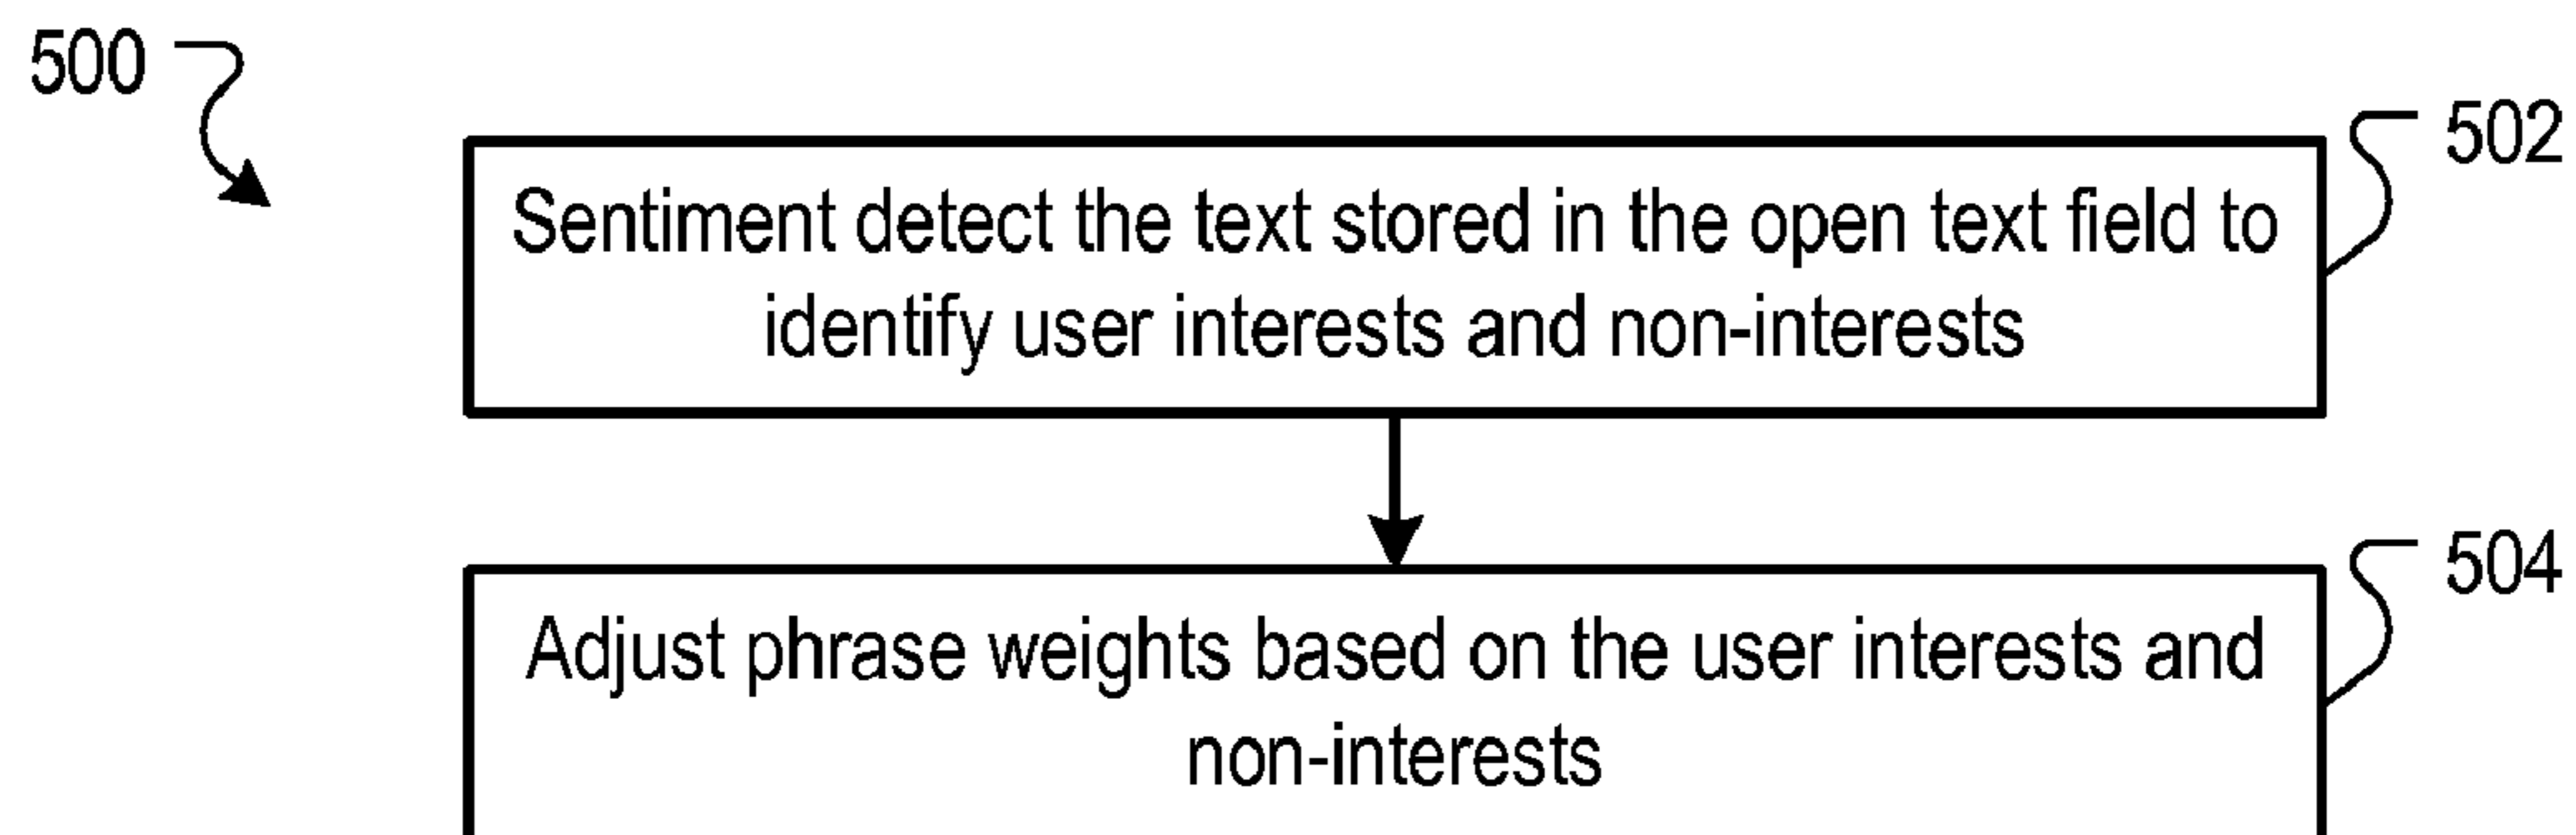 500
502
Sentiment detect the text stored in the open text field to
identify user interests and non-interests
504
Adjust phrase weights based on the user interests and
non-interests